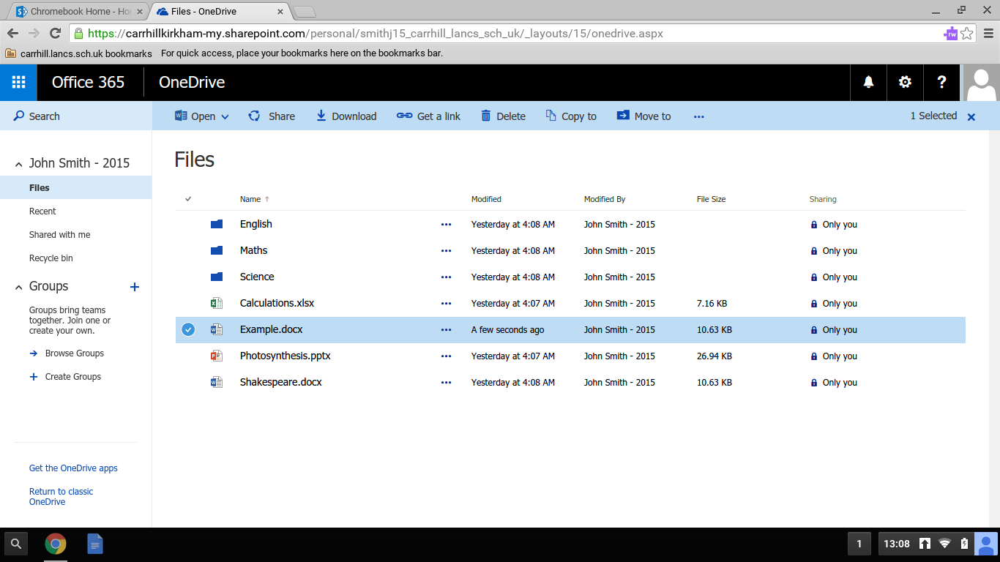 Chromebook Home - Ho
Files - OneDrive
https://carrhillkirkham-my.sharepoint.com/personal/smithj15_carrhill_lancs_sch_uk/_layouts/15/onedrive.aspx
rw
carrhill.lancs.sch.uk bookmarks For quick access, place your bookmarks here on the bookmarks bar.
Office 365 OneDrive ?
Search Open Share Download Get a link Delete Copy to Move to ... 1 Selected
John Smith - 2015
Files
Recent
Shared with me
Recycle bin
Groups +
Groups bring teams
together. Join one or
create your own.
Browse Groups
Create Groups
Get the OneDrive apps
Return to classic
OneDrive
Files
Name Modified Modified By File Size Sharing
English ... Yesterday at 4:08 AM John Smith - 2015 Only you
Maths ... Yesterday at 4:08 AM John Smith - 2015 Only you
Science ... Yesterday at 4:08 AM John Smith - 2015 Only you
Calculations.xlsx ... Yesterday at 4:07 AM John Smith - 2015 7.16 KB Only you
Example.docx ... A few seconds ago John Smith - 2015 10.63 KB Only you
Photosynthesis.pptx ... Yesterday at 4:07 AM John Smith - 2015 26.94 KB Only you
Shakespeare.docx ... Yesterday at 4:08 AM John Smith - 2015 10.63 KB Only you
1 13:08